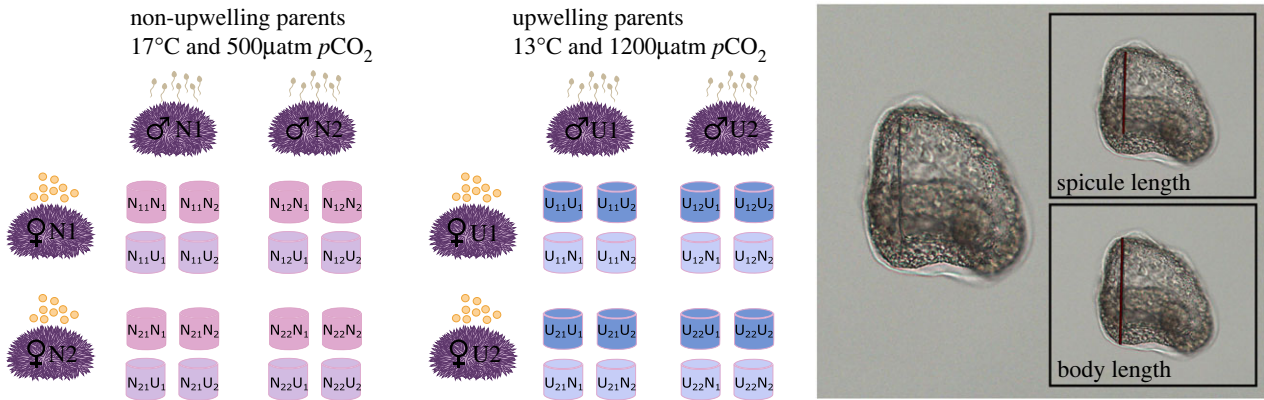 non-upwelling parents
17°C and 500μatm pCO₂
♂N1 ♂N2
♀N1
N₁₁N₁ N₁₁N₂ N₁₂N₁ N₁₂N₂
N₁₁U₁ N₁₁U₂ N₁₂U₁ N₁₂U₂
♀N2
N₂₁N₁ N₂₁N₂ N₂₂N₁ N₂₂N₂
N₂₁U₁ N₂₁U₂ N₂₂U₁ N₂₂U₂
upwelling parents
13°C and 1200μatm pCO₂
♂U1 ♂U2
♀U1
U₁₁U₁ U₁₁U₂ U₁₂U₁ U₁₂U₂
U₁₁N₁ U₁₁N₂ U₁₂N₁ U₁₂N₂
♀U2
U₂₁U₁ U₂₁U₂ U₂₂U₁ U₂₂U₂
U₂₁N₁ U₂₁N₂ U₂₂N₁ U₂₂N₂
spicule length
body length